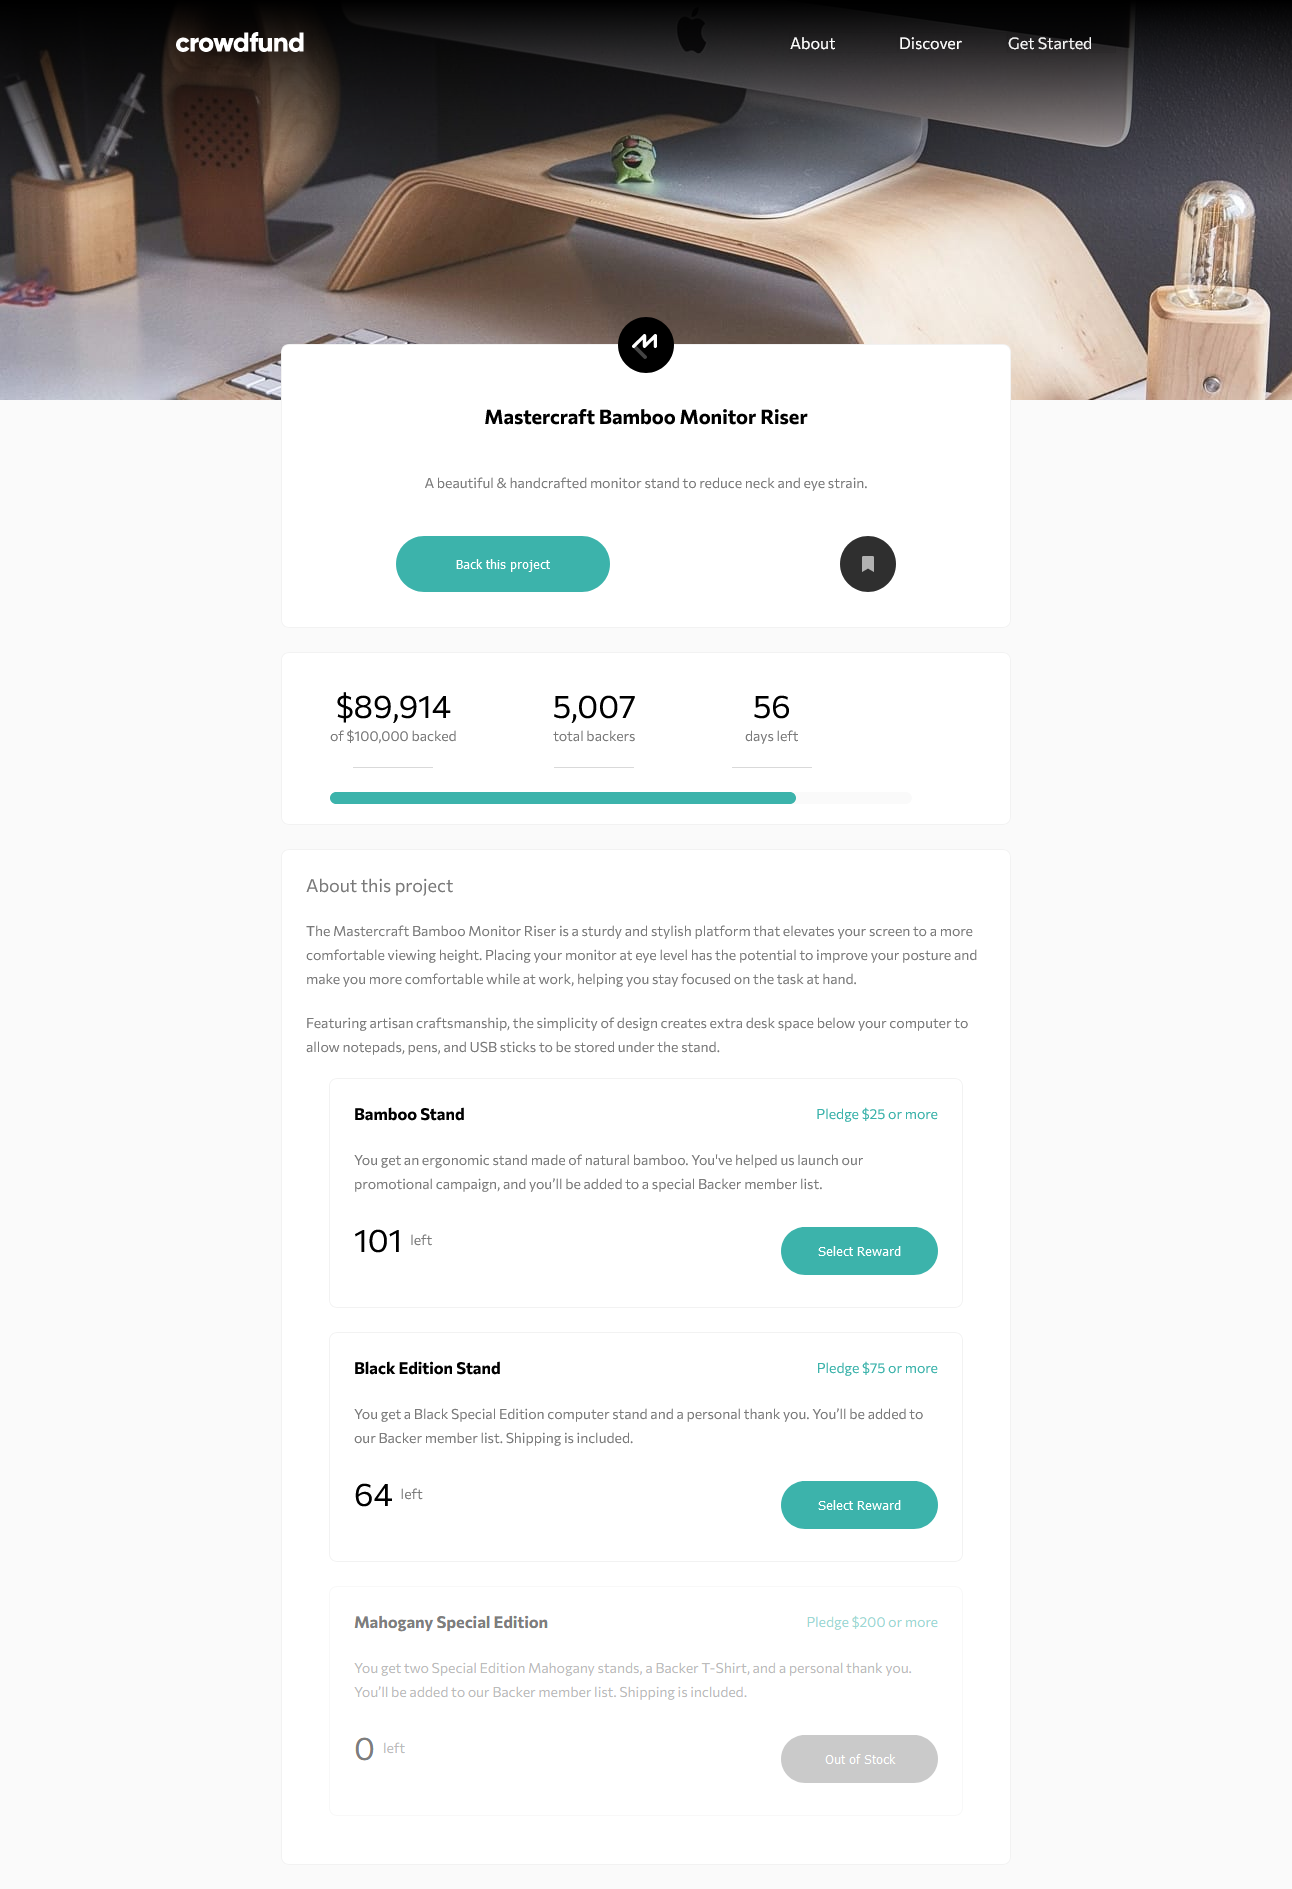 crowdfund
About
Discover
Get Started
Mastercraft Bamboo Monitor Riser
A beautiful & handcrafted monitor stand to reduce neck and eye strain.
Back this project
$89,914
of $100,000 backed
5,007
total backers
56
days left
About this project
The Mastercraft Bamboo Monitor Riser is a sturdy and stylish platform that elevates your screen to a more
comfortable viewing height. Placing your monitor at eye level has the potential to improve your posture and
make you more comfortable while at work, helping you stay focused on the task at hand.
Featuring artisan craftsmanship, the simplicity of design creates extra desk space below your computer to
allow notepads, pens, and USB sticks to be stored under the stand.
Bamboo Stand
Pledge $25 or more
You get an ergonomic stand made of natural bamboo. You've helped us launch our
promotional campaign, and you’ll be added to a special Backer member list.
101 left
Select Reward
Black Edition Stand
Pledge $75 or more
You get a Black Special Edition computer stand and a personal thank you. You’ll be added to
our Backer member list. Shipping is included.
64 left
Select Reward
Mahogany Special Edition
Pledge $200 or more
You get two Special Edition Mahogany stands, a Backer T-Shirt, and a personal thank you.
You’ll be added to our Backer member list. Shipping is included.
0 left
Out of Stock